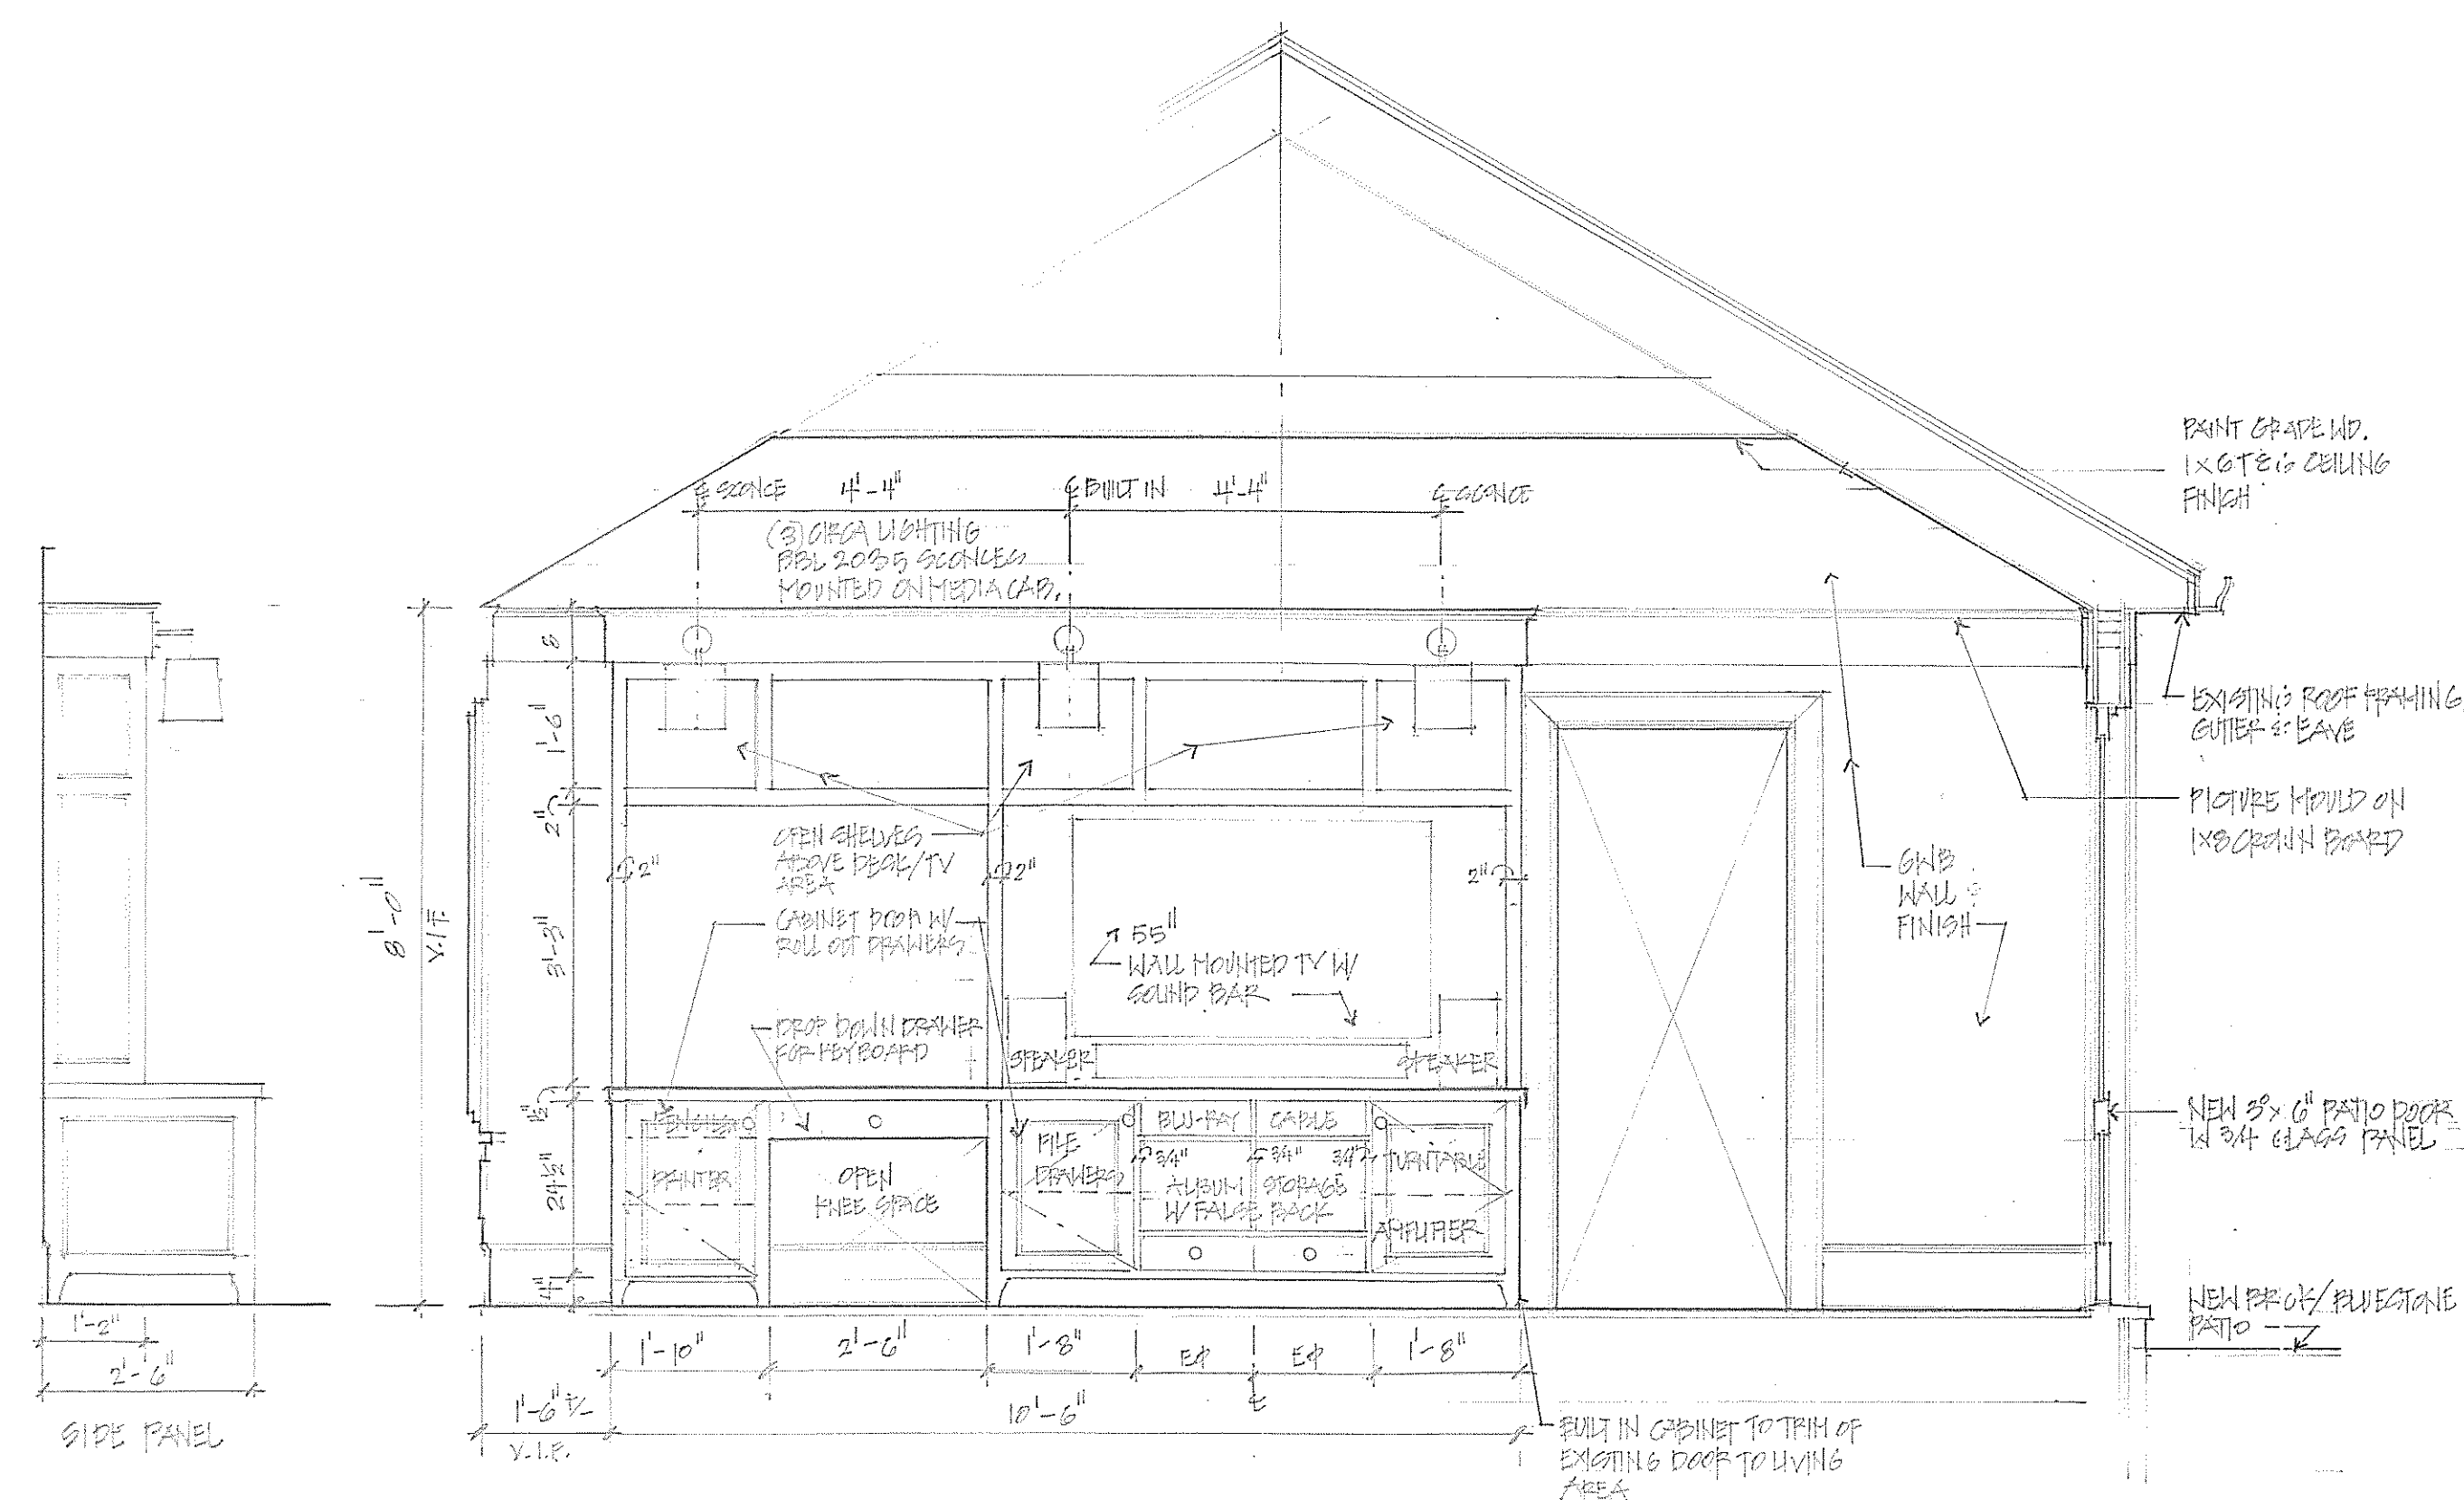 ℄ SCONCE 4'-4" ℄ BUILT IN 4'-4" ℄ SCONCE
(3) CIRCA LIGHTING
BBL 2035 SCONCES
MOUNTED ON MEDIA CAB.
PAINT GRADE WD.
1X6 T & G CEILING
FINISH
EXISTING ROOF FRAMING,
GUTTER & EAVE
PICTURE MOULD ON
1X8 CROWN BOARD
GWB
WALL
FINISH
NEW 3⁰ x 6⁸ PATIO DOOR
W 3/4 GLASS PANEL
NEW BRICK/BLUESTONE
PATIO
8'-0"
V.I.F.
8
1'-6"
2"
3'-3"
1½"
24½"
4"
OPEN SHELVES
ABOVE DESK/TV
AREA
2"
2"
2"
CABINET DOOR W/
ROLL OUT DRAWERS
55"
WALL MOUNTED TV W/
SOUND BAR
DROP DOWN DRAWER
FOR KEYBOARD
SPEAKER
SPEAKER
PRINTER
OPEN
KNEE SPACE
FILE
DRAWERS
BLU-RAY
CABLE
3/4" 3/4" 3/4"
ALBUM STORAGE
W/ FALSE BACK
TURNTABLE
AMPLIFIER
1'-10" 2'-6" 1'-8" EQ EQ 1'-8"
℄
1'-6" +/-
V.I.F.
10'-6"
BUILT IN CABINET TO TRIM OF
EXISTING DOOR TO LIVING
AREA
1'-2"
2'-6"
SIDE PANEL